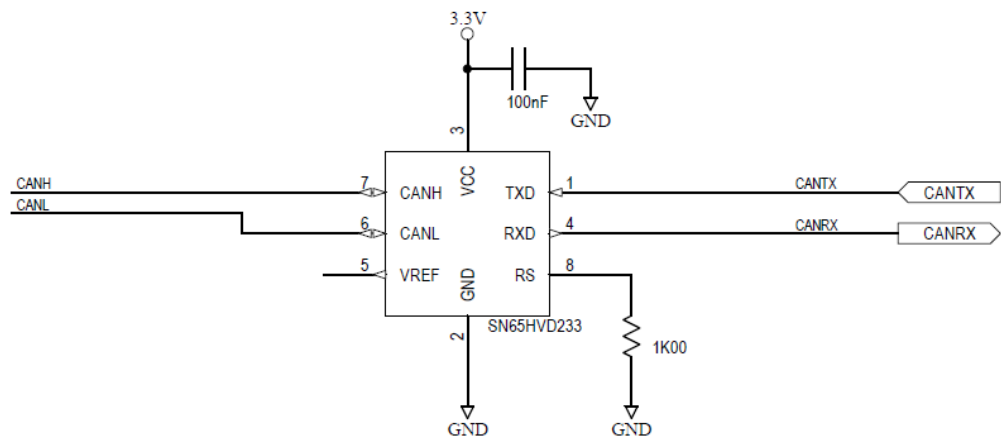 3.3V
100nF
GND
3
CANH
7
CANH
VCC
TXD
1
CANTX
CANTX
CANL
6
CANL
RXD
4
CANRX
CANRX
5
VREF
GND
RS
8
SN65HVD233
2
1K00
GND
GND